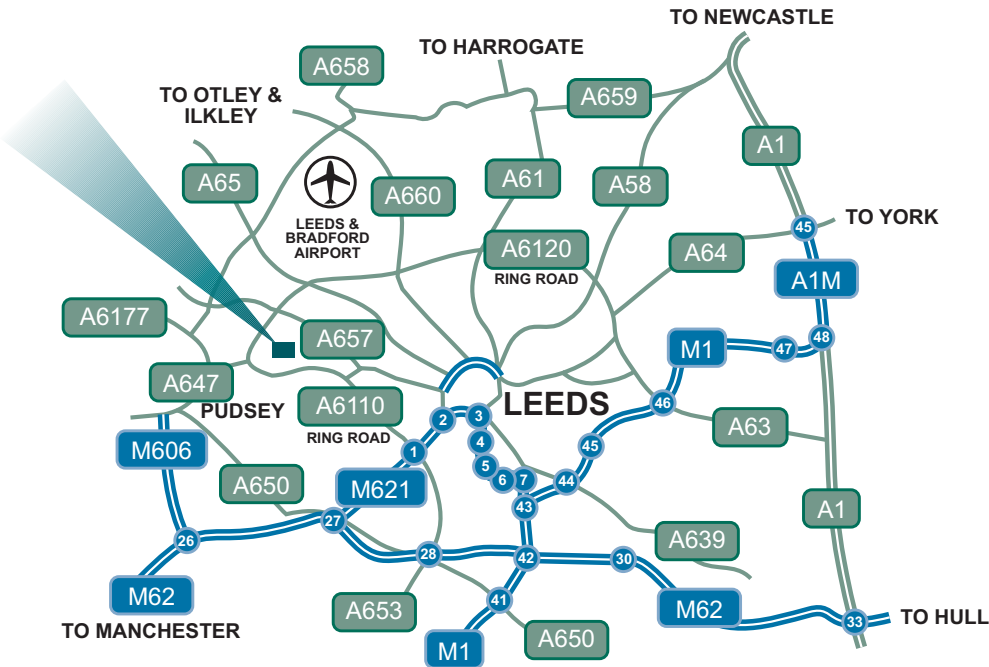 TO NEWCASTLE
TO HARROGATE
A658
A659
TO OTLEY &
ILKLEY
A1
A65
A660
A61
A58
LEEDS &
BRADFORD
AIRPORT
TO YORK
45
A6120
RING ROAD
A64
A1M
A6177
A657
M1
47
48
A647
PUDSEY
A6110
RING ROAD
LEEDS
46
2
3
A63
M606
1
4
45
5
A650
M621
6
7
44
43
A1
27
26
A639
28
42
30
M62
A653
41
M62
33
TO HULL
TO MANCHESTER
M1
A650